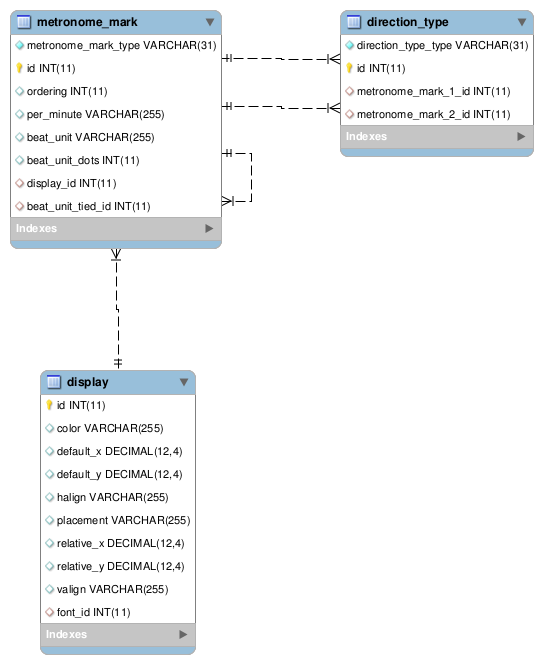 metronome_mark
metronome_mark_type VARCHAR(31)
id INT(11)
ordering INT(11)
per_minute VARCHAR(255)
beat_unit VARCHAR(255)
beat_unit_dots INT(11)
display_id INT(11)
beat_unit_tied_id INT(11)
Indexes
direction_type
direction_type_type VARCHAR(31)
id INT(11)
metronome_mark_1_id INT(11)
metronome_mark_2_id INT(11)
Indexes
display
id INT(11)
color VARCHAR(255)
default_x DECIMAL(12,4)
default_y DECIMAL(12,4)
halign VARCHAR(255)
placement VARCHAR(255)
relative_x DECIMAL(12,4)
relative_y DECIMAL(12,4)
valign VARCHAR(255)
font_id INT(11)
Indexes